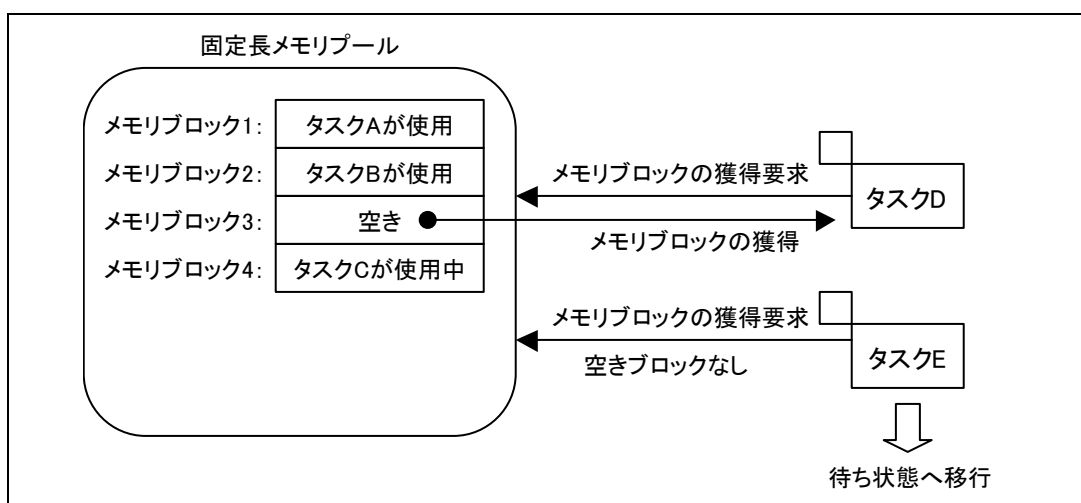 固定長メモリプール
メモリブロック1: タスクAが使用
メモリブロック2: タスクBが使用
メモリブロック3: 空き
メモリブロック4: タスクCが使用中
メモリブロックの獲得要求
タスクD
メモリブロックの獲得
メモリブロックの獲得要求
タスクE
空きブロックなし
待ち状態へ移行